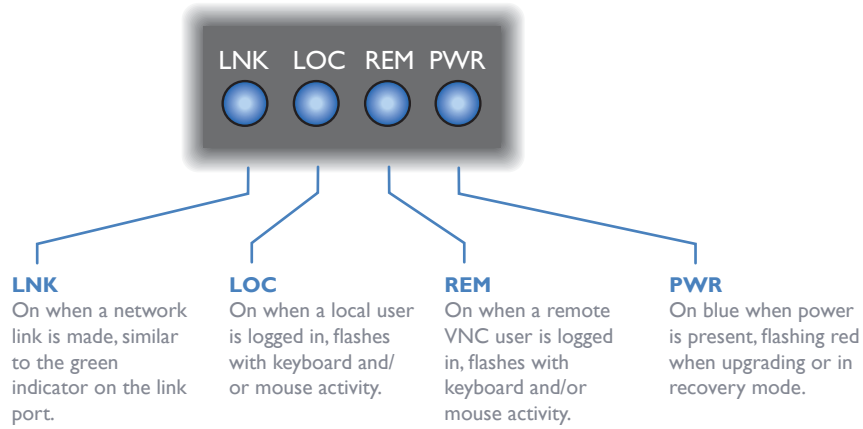 LNK LOC REM PWR
LNK
On when a network
link is made, similar
to the green
indicator on the link
port.
LOC
On when a local user
is logged in, flashes
with keyboard and/
or mouse activity.
REM
On when a remote
VNC user is logged
in, flashes with
keyboard and/or
mouse activity.
PWR
On blue when power
is present, flashing red
when upgrading or in
recovery mode.